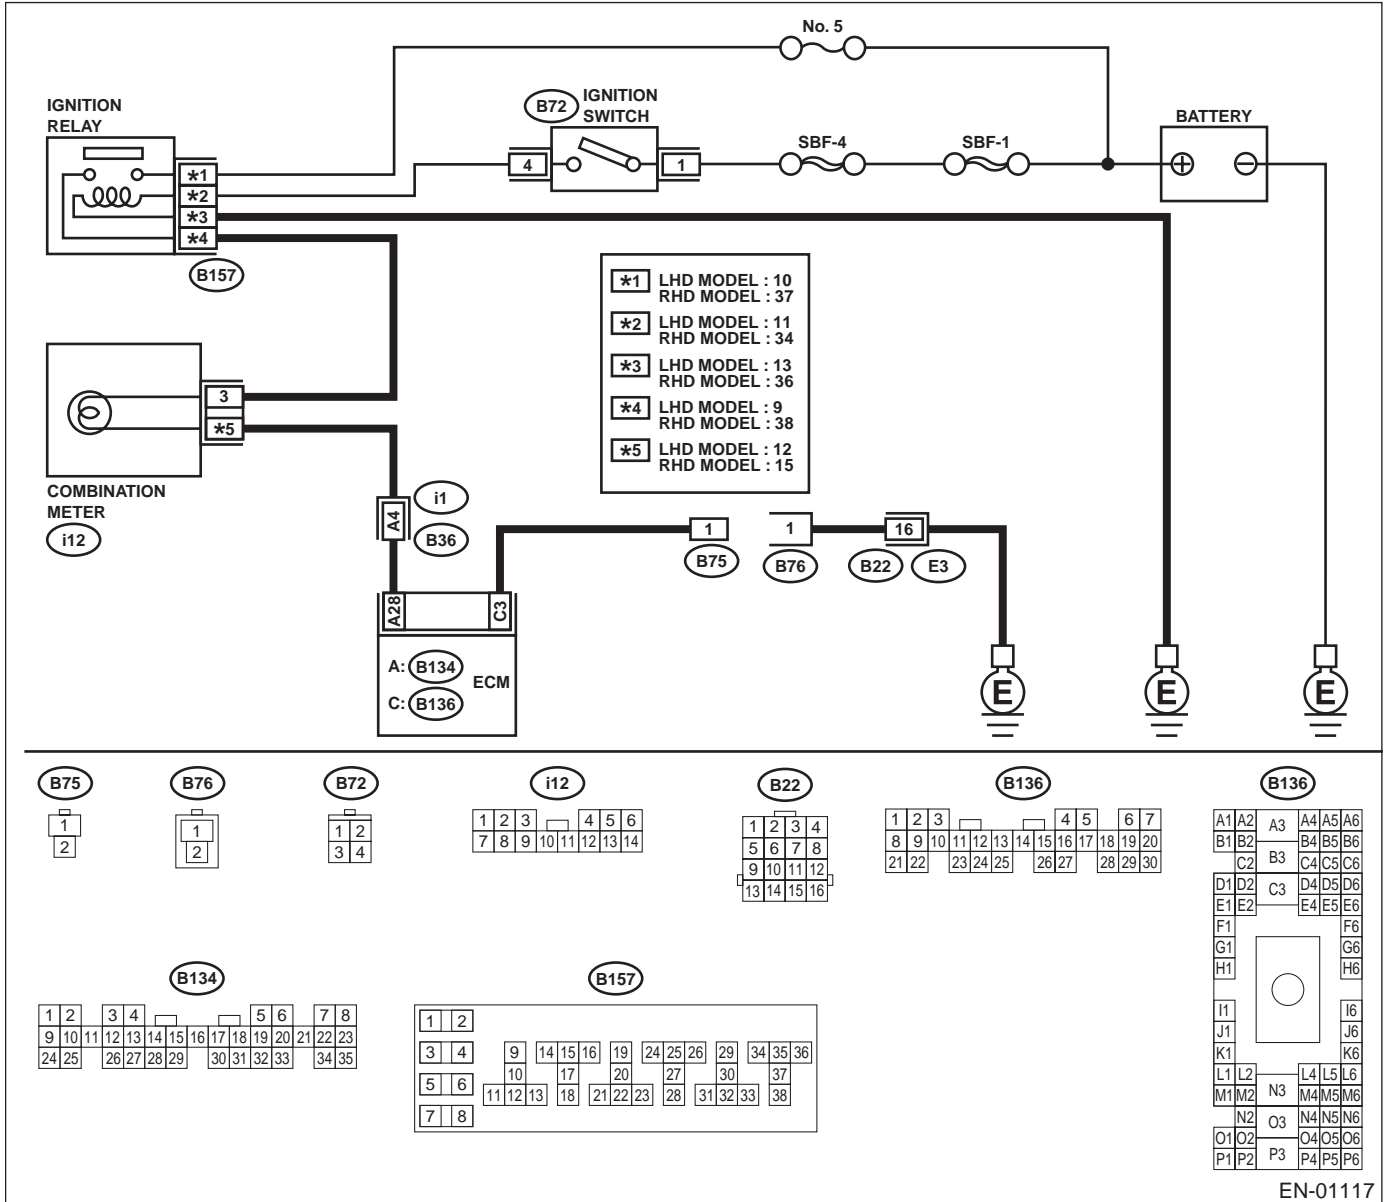 No. 5
IGNITION
RELAY
B72
IGNITION
SWITCH
BATTERY
SBF-4
SBF-1
4
1
+
−
*1
*2
*3
*4
B157
*1 LHD MODEL : 10
RHD MODEL : 37
*2 LHD MODEL : 11
RHD MODEL : 34
*3 LHD MODEL : 13
RHD MODEL : 36
*4 LHD MODEL : 9
RHD MODEL : 38
*5 LHD MODEL : 12
RHD MODEL : 15
3
*5
COMBINATION
METER
i12
A4
i1
B36
1
1
16
B75
B76
B22
E3
A28
C3
A: B134
ECM
C: B136
E
E
E
B75
1
2
B76
1
2
B72
1 2
3 4
i12
1 2 3 4 5 6
7 8 9 10 11 12 13 14
B22
1 2 3 4
5 6 7 8
9 10 11 12
13 14 15 16
B136
1 2 3 4 5 6 7
8 9 10 11 12 13 14 15 16 17 18 19 20
21 22 23 24 25 26 27 28 29 30
B136
A1 A2 A3 A4 A5 A6
B1 B2 B4 B5 B6
C2 B3 C4 C5 C6
D1 D2 C3 D4 D5 D6
E1 E2 E4 E5 E6
F1 F6
G1 G6
H1 H6
I1 I6
J1 J6
K1 K6
L1 L2 L4 L5 L6
M1 M2 N3 M4 M5 M6
N2 O3 N4 N5 N6
O1 O2 O4 O5 O6
P1 P2 P3 P4 P5 P6
B134
1 2 3 4 5 6 7 8
9 10 11 12 13 14 15 16 17 18 19 20 21 22 23
24 25 26 27 28 29 30 31 32 33 34 35
B157
1 2
3 4 9 14 15 16 19 24 25 26 29 34 35 36
10 17 20 27 30 37
5 6 11 12 13 18 21 22 23 28 31 32 33 38
7 8
EN-01117